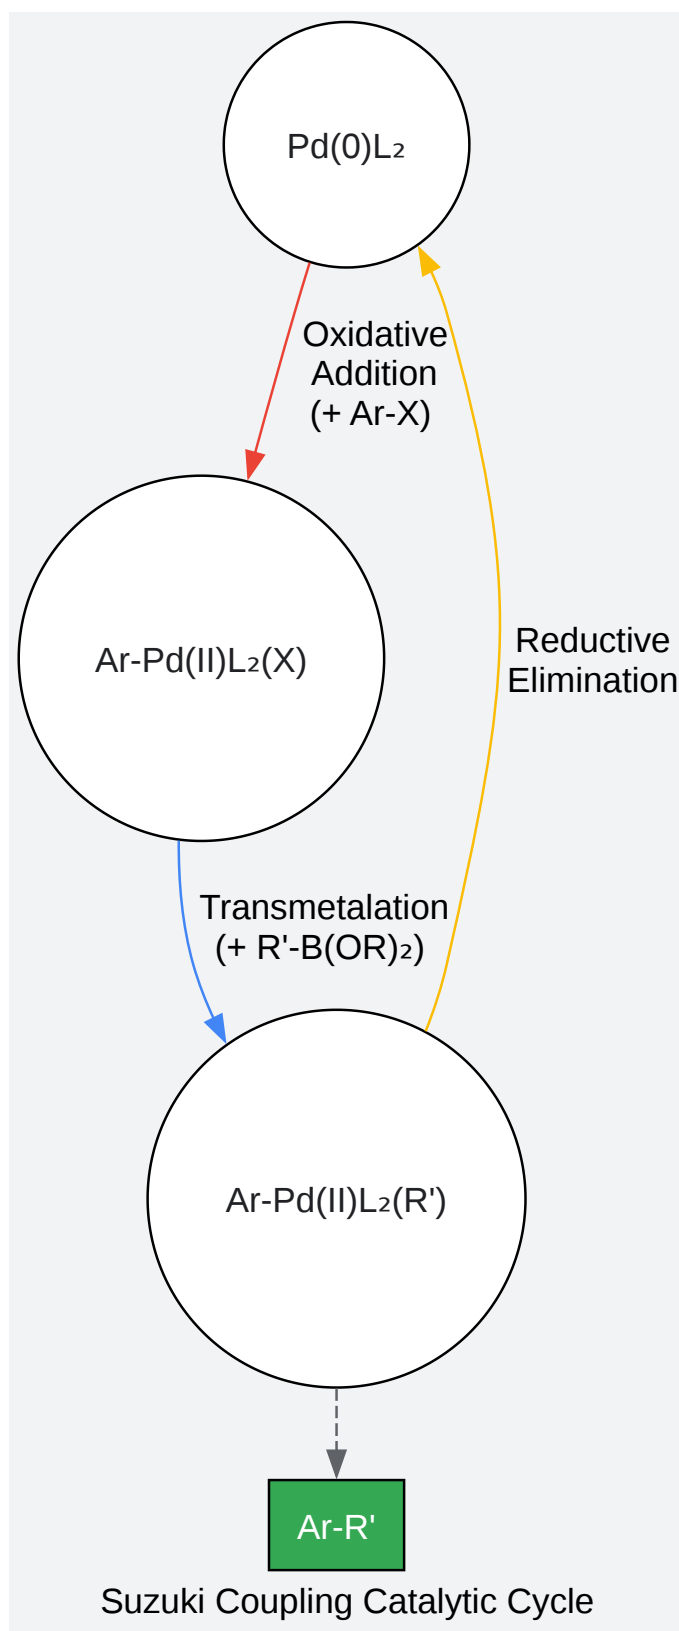 Pd(0)L₂
Oxidative
Addition
(+ Ar-X)
Ar-Pd(II)L₂(X)
Reductive
Elimination
Transmetalation
(+ R'-B(OR)₂)
Ar-Pd(II)L₂(R')
Ar-R'
Suzuki Coupling Catalytic Cycle